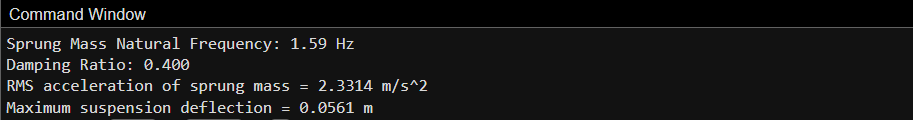 Command Window
Sprung Mass Natural Frequency: 1.59 Hz
Damping Ratio: 0.400
RMS acceleration of sprung mass = 2.3314 m/s^2
Maximum suspension deflection = 0.0561 m